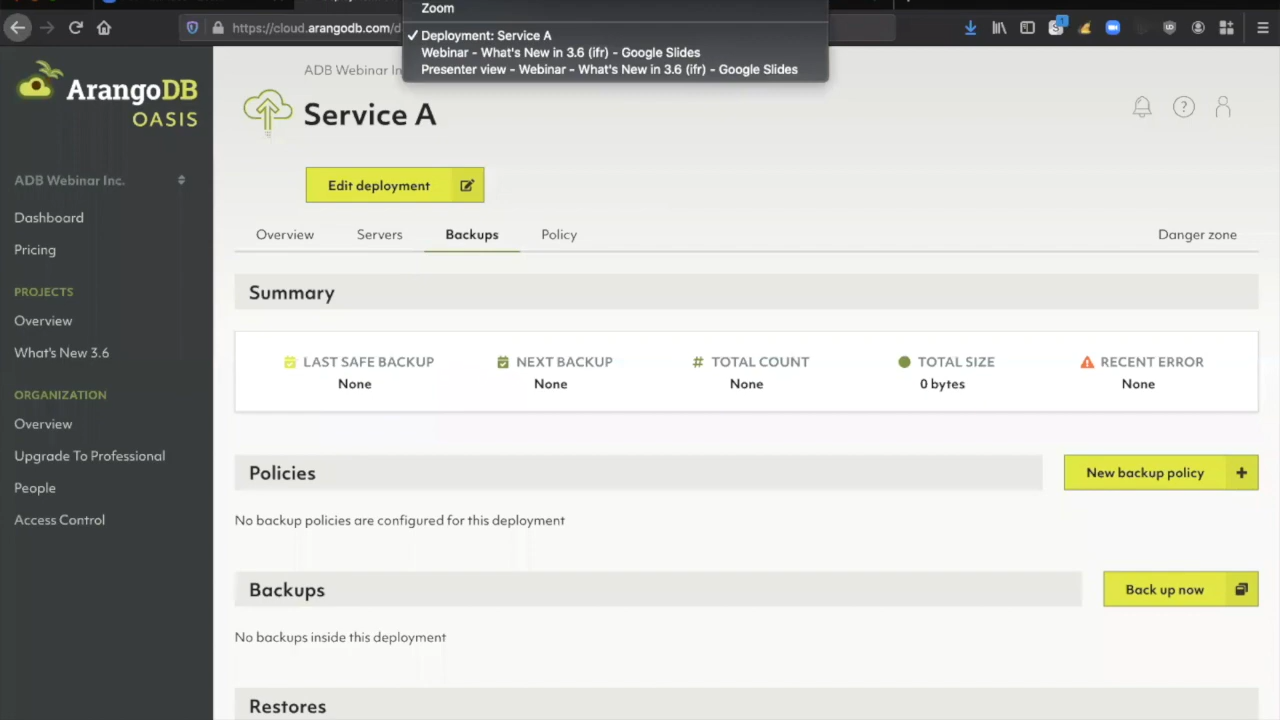 Zoom
✓ Deployment: Service A
Webinar - What's New in 3.6 (ifr) - Google Slides
Presenter view - Webinar - What's New in 3.6 (ifr) - Google Slides
https://cloud.arangodb.com/d
ArangoDB
OASIS
ADB Webinar In
Service A
Edit deployment
ADB Webinar Inc.
Dashboard
Pricing
PROJECTS
Overview
What's New 3.6
ORGANIZATION
Overview
Upgrade To Professional
People
Access Control
Overview Servers Backups Policy Danger zone
Summary
LAST SAFE BACKUP NEXT BACKUP # TOTAL COUNT TOTAL SIZE RECENT ERROR
None None None 0 bytes None
Policies
New backup policy +
No backup policies are configured for this deployment
Backups
Back up now
No backups inside this deployment
Restores